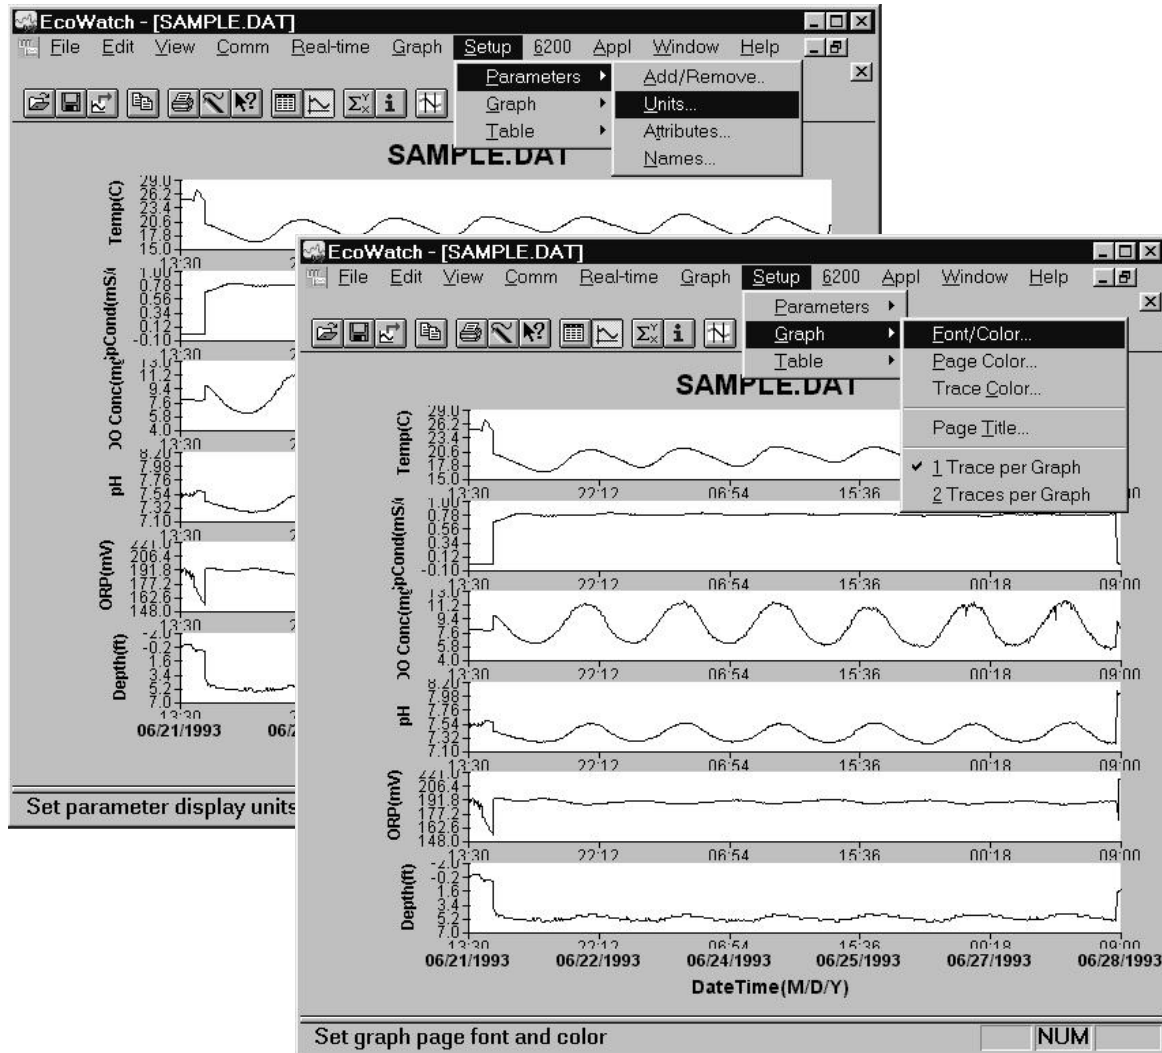 EcoWatch - [SAMPLE.DAT]
File Edit View Comm Real-time Graph Setup 6200 Appl Window Help
Parameters
Graph
Table
Add/Remove..
Units...
Attributes...
Names...
SAMPLE.DAT
Temp(C)
29.0
26.2
23.4
20.6
17.8
15.0
13:30
pCond(mS/
1.00
0.78
0.56
0.34
0.12
-0.10
13:30
Conc(mg
13.0
11.2
9.4
7.6
5.8
4.0
13:30
pH
8.20
7.98
7.76
7.54
7.32
7.10
13:30
ORP(mV)
221.0
206.4
191.8
177.2
162.6
148.0
13:30
Depth(ft)
-2.0
-0.2
1.6
3.4
5.2
7.0
13:30
06/21/1993 06/2
Set parameter display units
EcoWatch - [SAMPLE.DAT]
File Edit View Comm Real-time Graph Setup 6200 Appl Window Help
Parameters
Graph
Table
Font/Color...
Page Color...
Trace Color...
Page Title...
1 Trace per Graph
2 Traces per Graph
SAMPLE.DAT
Temp(C)
29.0
26.2
23.4
20.6
17.8
15.0
13:30 22:12 06:54 15:36
pCond(mS/
1.00
0.78
0.56
0.34
0.12
-0.10
13:30 22:12 06:54 15:36 00:18 09:00
Conc(mg
13.0
11.2
9.4
7.6
5.8
4.0
13:30 22:12 06:54 15:36 00:18 09:00
pH
8.20
7.98
7.76
7.54
7.32
7.10
13:30 22:12 06:54 15:36 00:18 09:00
ORP(mV)
221.0
206.4
191.8
177.2
162.6
148.0
13:30 22:12 06:54 15:36 00:18 09:00
Depth(ft)
-2.0
-0.2
1.6
3.4
5.2
7.0
13:30 22:12 06:54 15:36 00:18 09:00
06/21/1993 06/22/1993 06/24/1993 06/25/1993 06/27/1993 06/28/1993
DateTime(M/D/Y)
Set graph page font and color
NUM